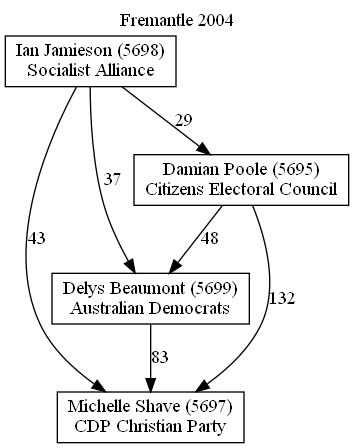 Fremantle 2004
Ian Jamieson (5698)
Socialist Alliance
29
Damian Poole (5695)
Citizens Electoral Council
37
43
48
132
Delys Beaumont (5699)
Australian Democrats
83
Michelle Shave (5697)
CDP Christian Party